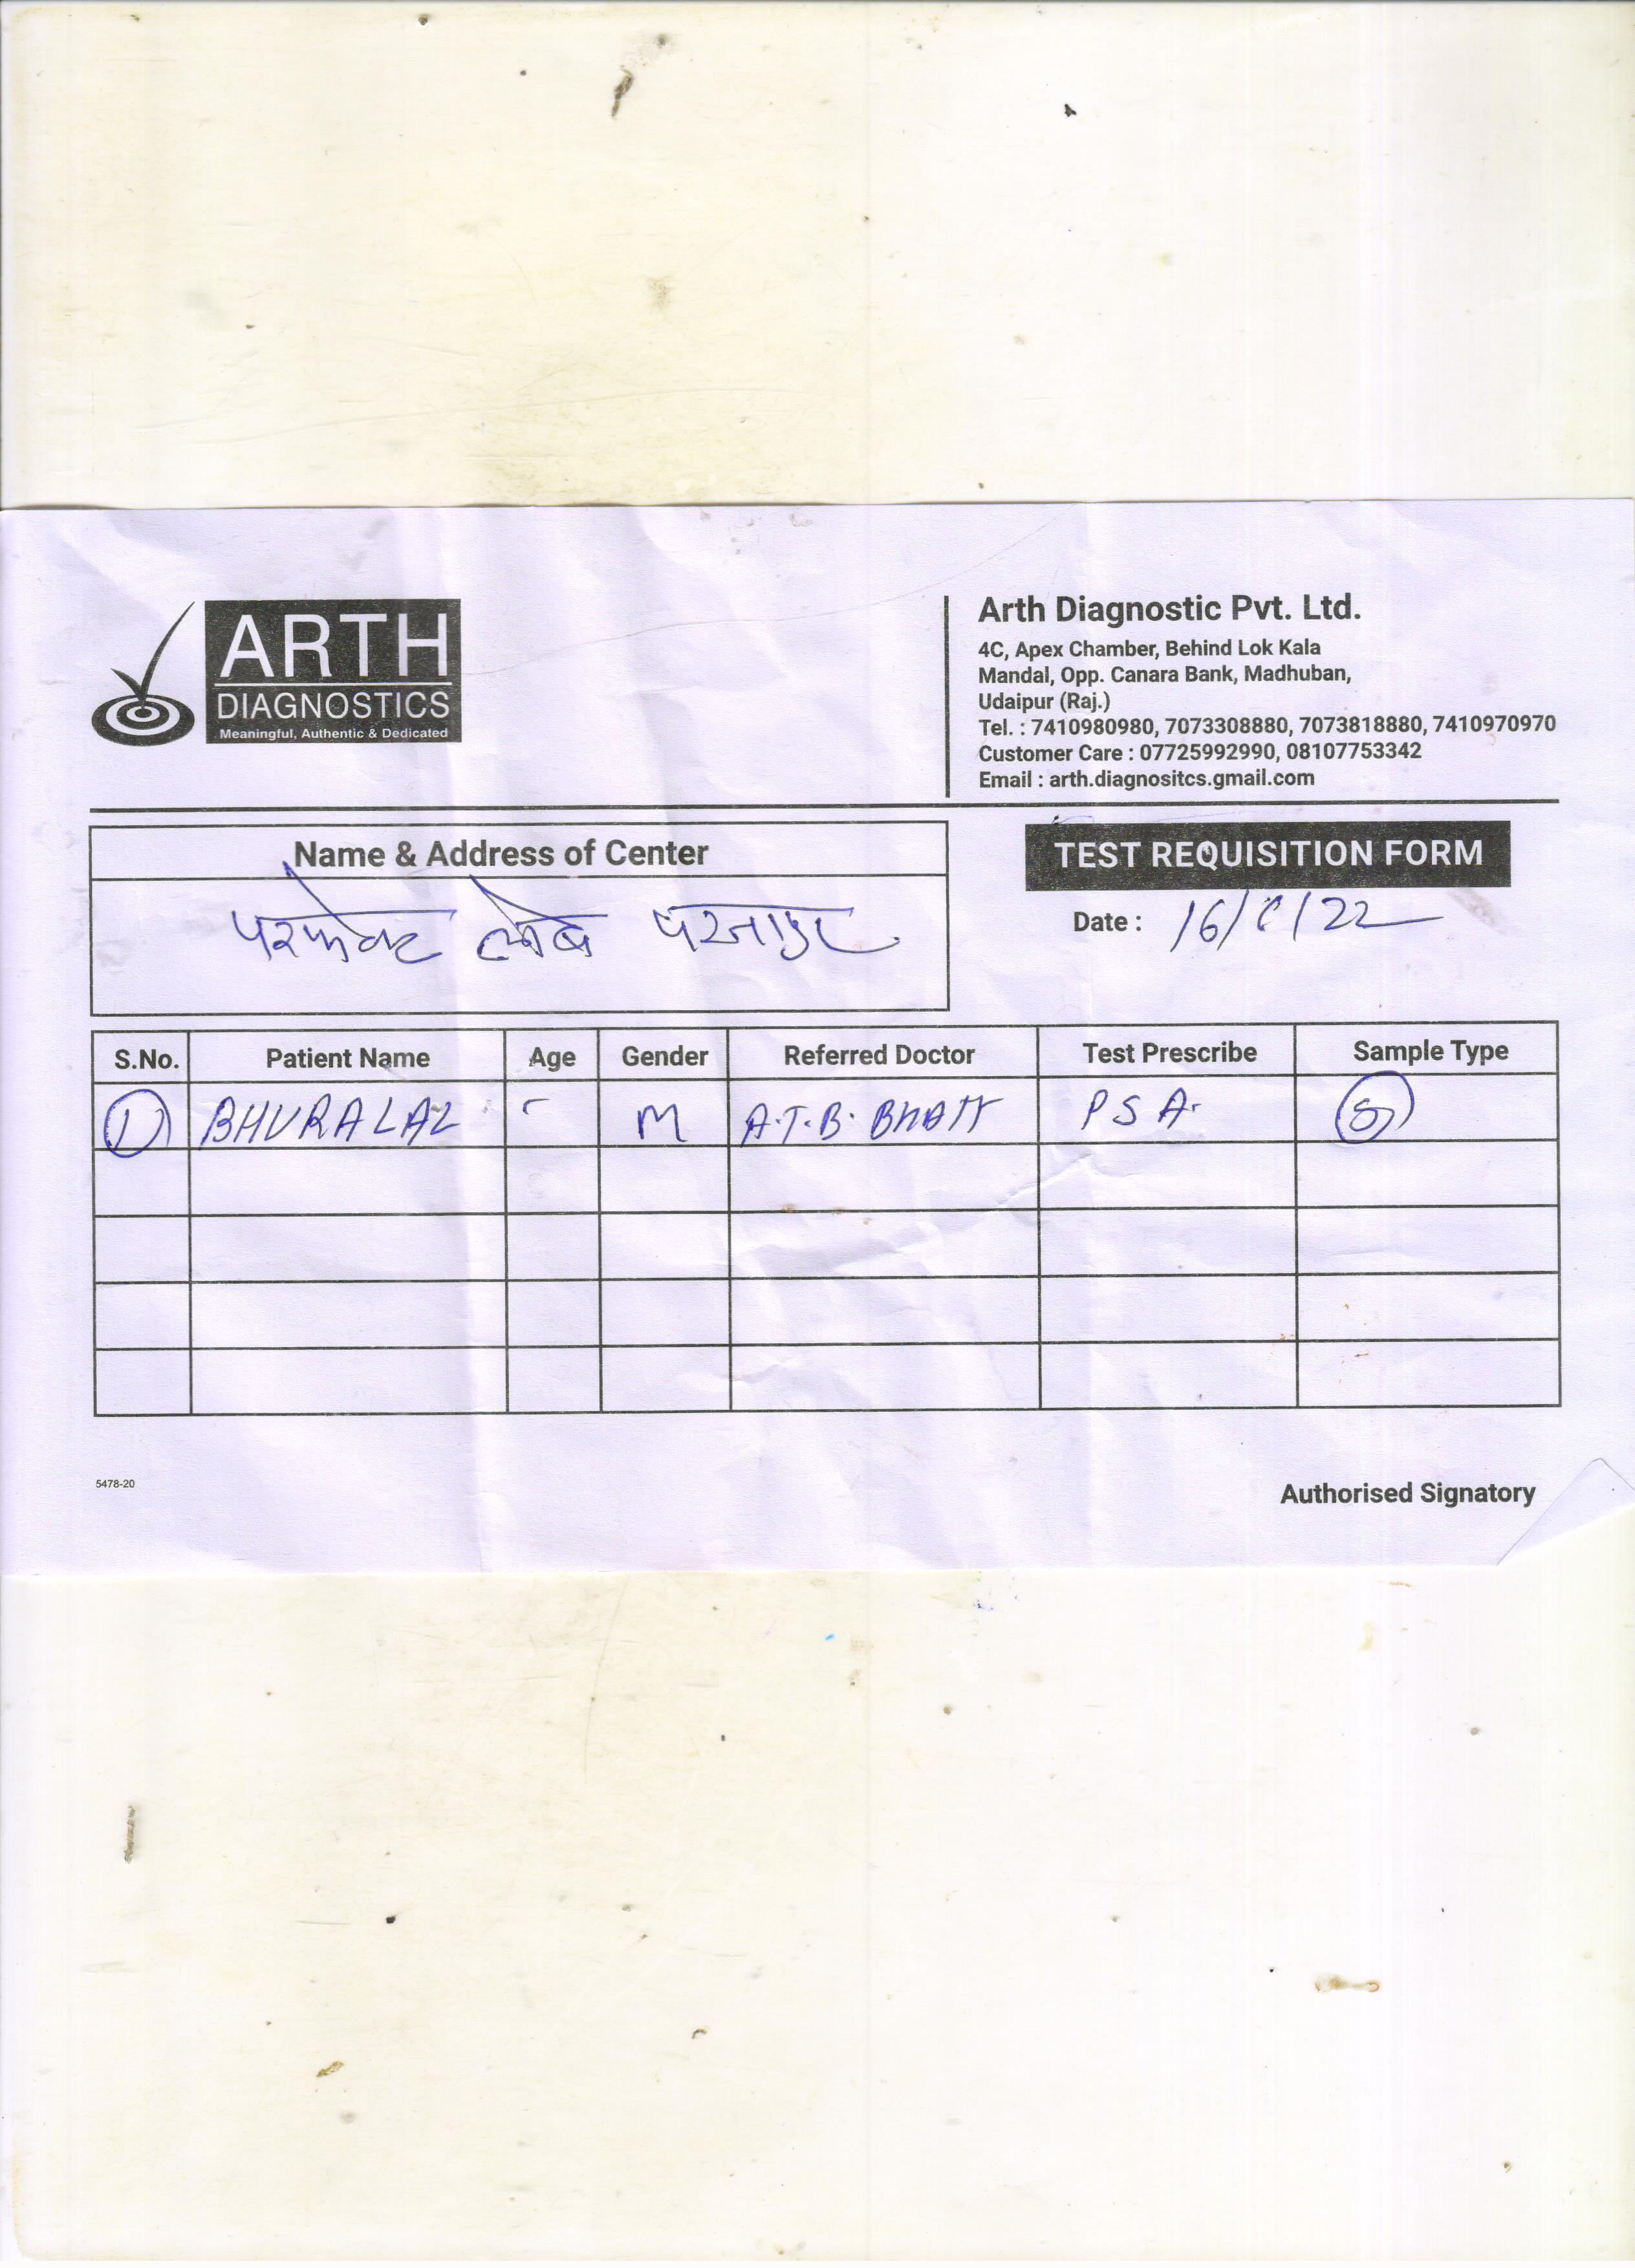 ARTH
DIAGNOSTICS
Meaningful, Authentic & Dedicated
Arth Diagnostic Pvt. Ltd.
4C, Apex Chamber, Behind Lok Kala
Mandal, Opp. Canara Bank, Madhuban,
Udaipur (Raj.)
Tel. : 7410980980, 7073308880, 7073818880, 7410970970
Customer Care : 07725992990, 08107753342
Email : arth.diagnositcs.gmail.com
Name & Address of Center
परफेक्ट लेब
TEST REQUISITION FORM
Date : 16/ /22
S.No. Patient Name Age Gender Referred Doctor Test Prescribe Sample Type
1 BHURALAL - M A.T.B. BHATT PSA. S
5478-20
Authorised Signatory